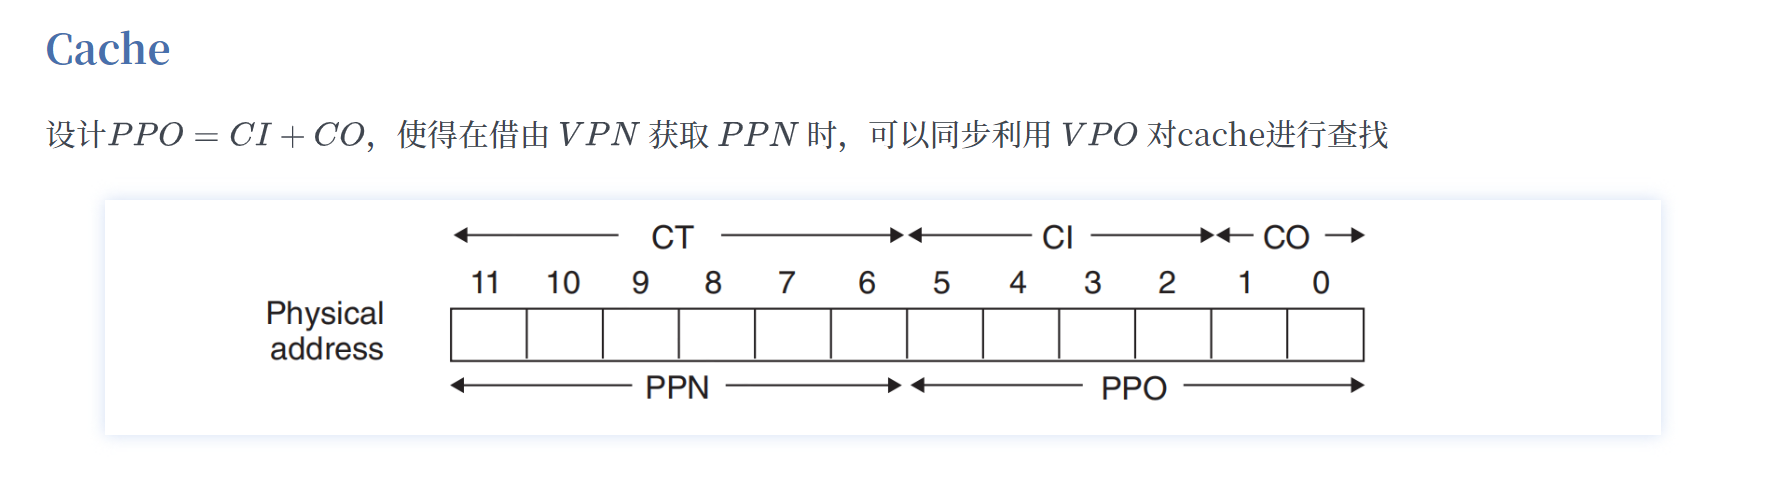 Cache
设计PPO = CI + CO，使得在借由 VPN 获取 PPN 时，可以同步利用 VPO 对cache进行查找
CT CI CO
11 10 9 8 7 6 5 4 3 2 1 0
Physical
address
PPN PPO